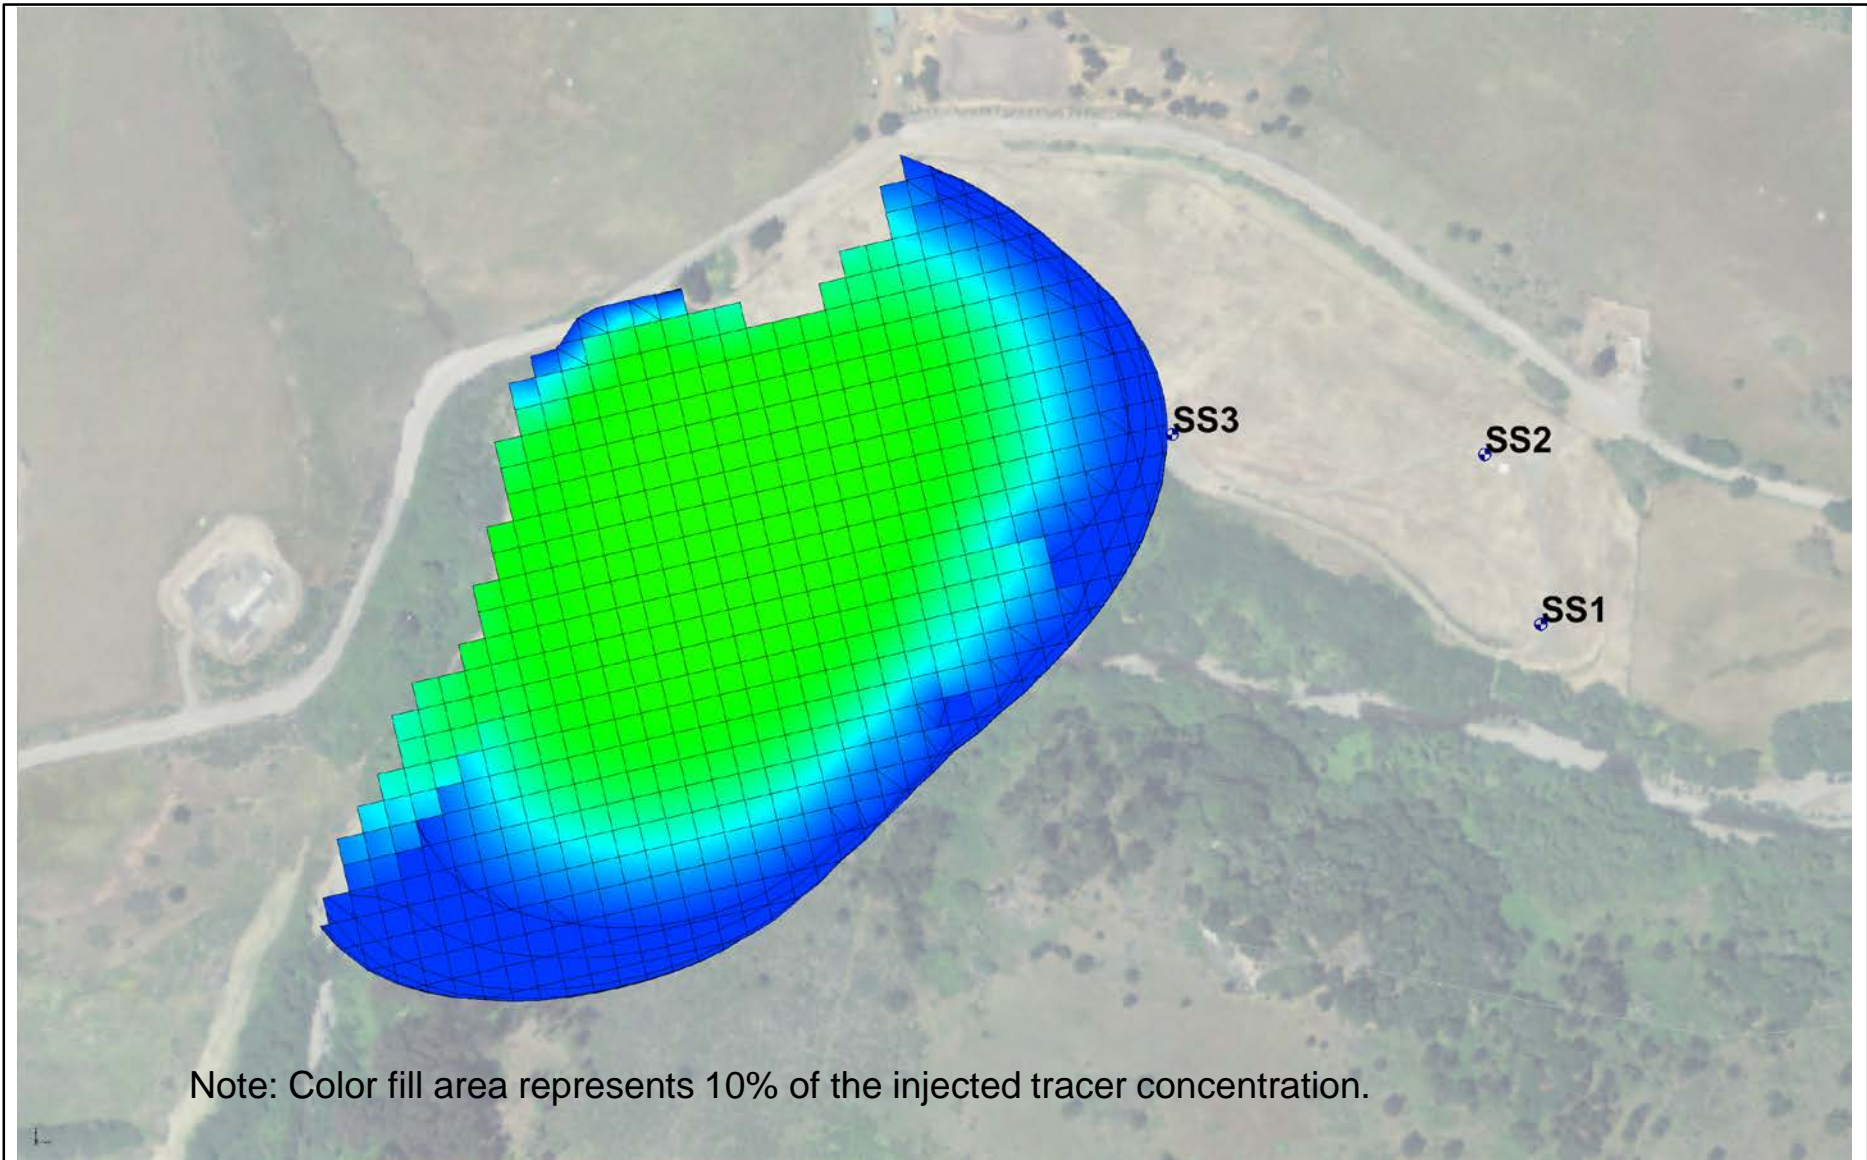 SS3
SS2
SS1
Note: Color fill area represents 10% of the injected tracer concentration.